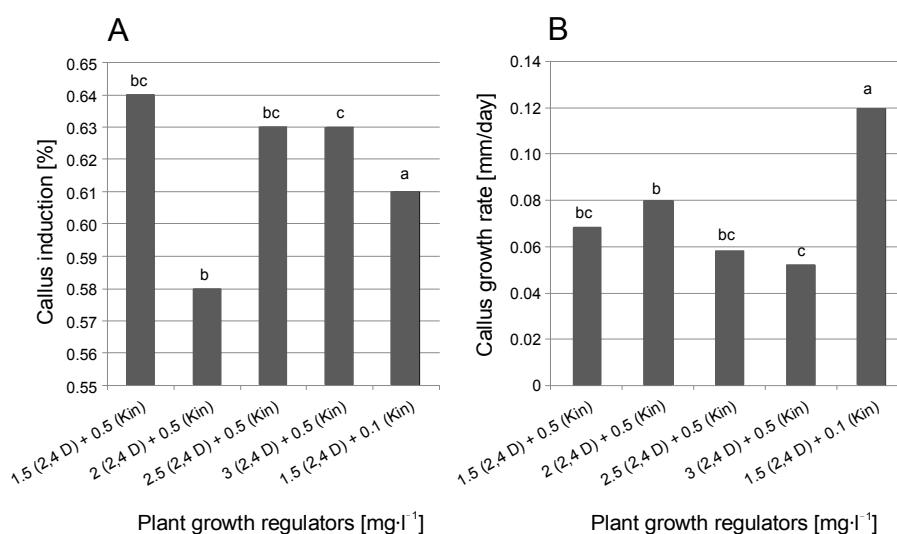 A
Callus induction [%]
0.65
0.64
0.63
0.62
0.61
0.60
0.59
0.58
0.57
0.56
0.55
bc
b
bc
c
a
1.5 (2,4 D) + 0.5 (Kin)
2 (2,4 D) + 0.5 (Kin)
2.5 (2,4 D) + 0.5 (Kin)
3 (2,4 D) + 0.5 (Kin)
1.5 (2,4 D) + 0.1 (Kin)
Plant growth regulators [mg·l⁻¹]
B
Callus growth rate [mm/day]
0.14
0.12
0.10
0.08
0.06
0.04
0.02
0
bc
b
bc
c
a
1.5 (2,4 D) + 0.5 (Kin)
2 (2,4 D) + 0.5 (Kin)
2.5 (2,4 D) + 0.5 (Kin)
3 (2,4 D) + 0.5 (Kin)
1.5 (2,4 D) + 0.1 (Kin)
Plant growth regulators [mg·l⁻¹]